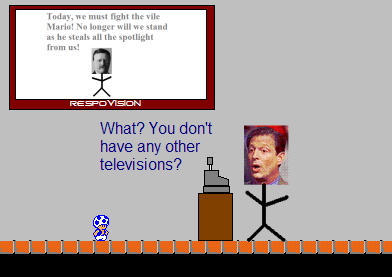 Today, we must fight the vile
Mario! No longer will we stand
as he steals all the spotlight
from us!
RESPOVISION
What? You don't
have any other
televisions?